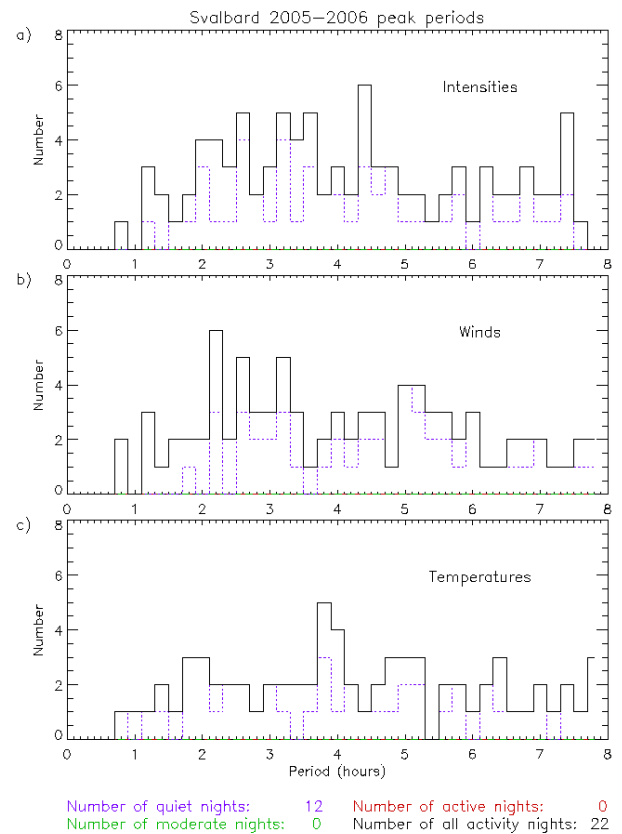 Svalbard 2005–2006 peak periods
a)
8
6
4
2
0
Number
Intensities
0 1 2 3 4 5 6 7 8
b)
8
6
4
2
0
Number
Winds
0 1 2 3 4 5 6 7 8
c)
8
6
4
2
0
Number
Temperatures
0 1 2 3 4 5 6 7 8
Period (hours)
Number of quiet nights: 12 Number of active nights: 0
Number of moderate nights: 0 Number of all activity nights: 22